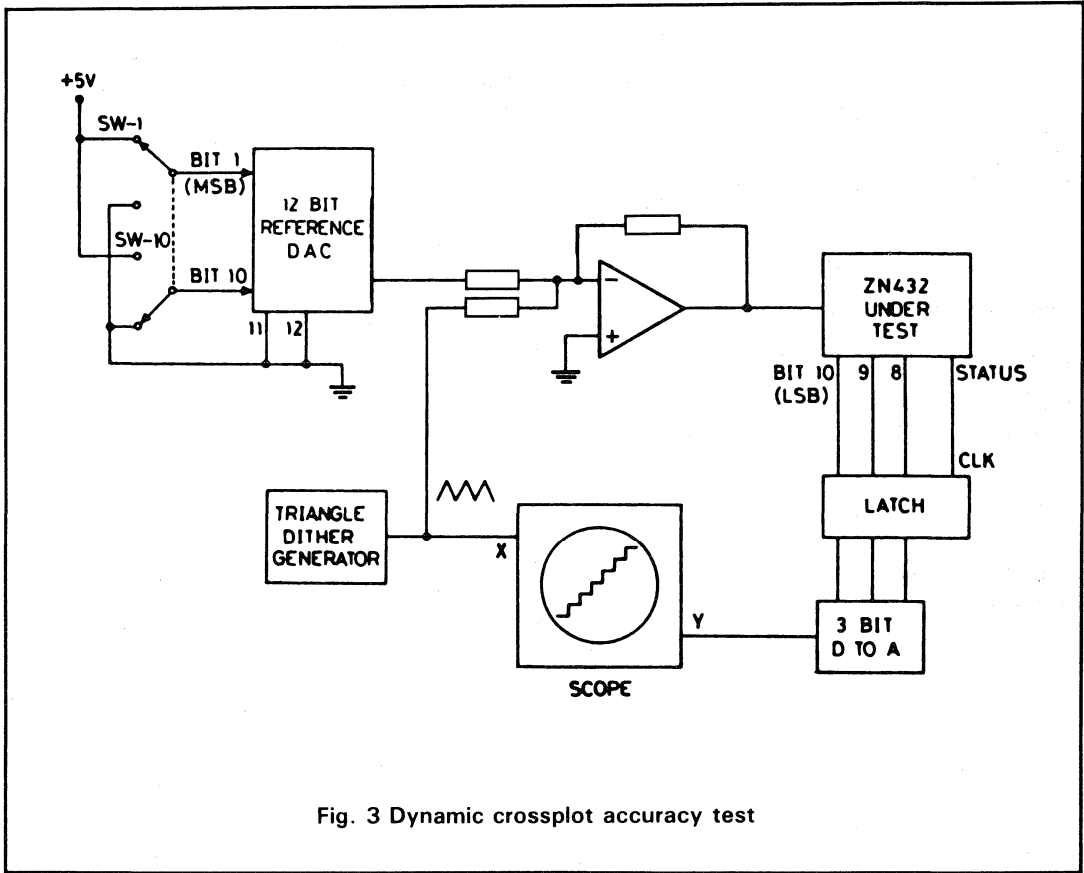 +5V
SW-1
BIT 1
(MSB)
SW-10
BIT 10
12 BIT
REFERENCE
DAC
11 12
ZN432
UNDER
TEST
BIT 10 9 8 STATUS
(LSB)
CLK
LATCH
TRIANGLE
DITHER
GENERATOR
X
Y
3 BIT
D TO A
SCOPE
Fig. 3 Dynamic crossplot accuracy test